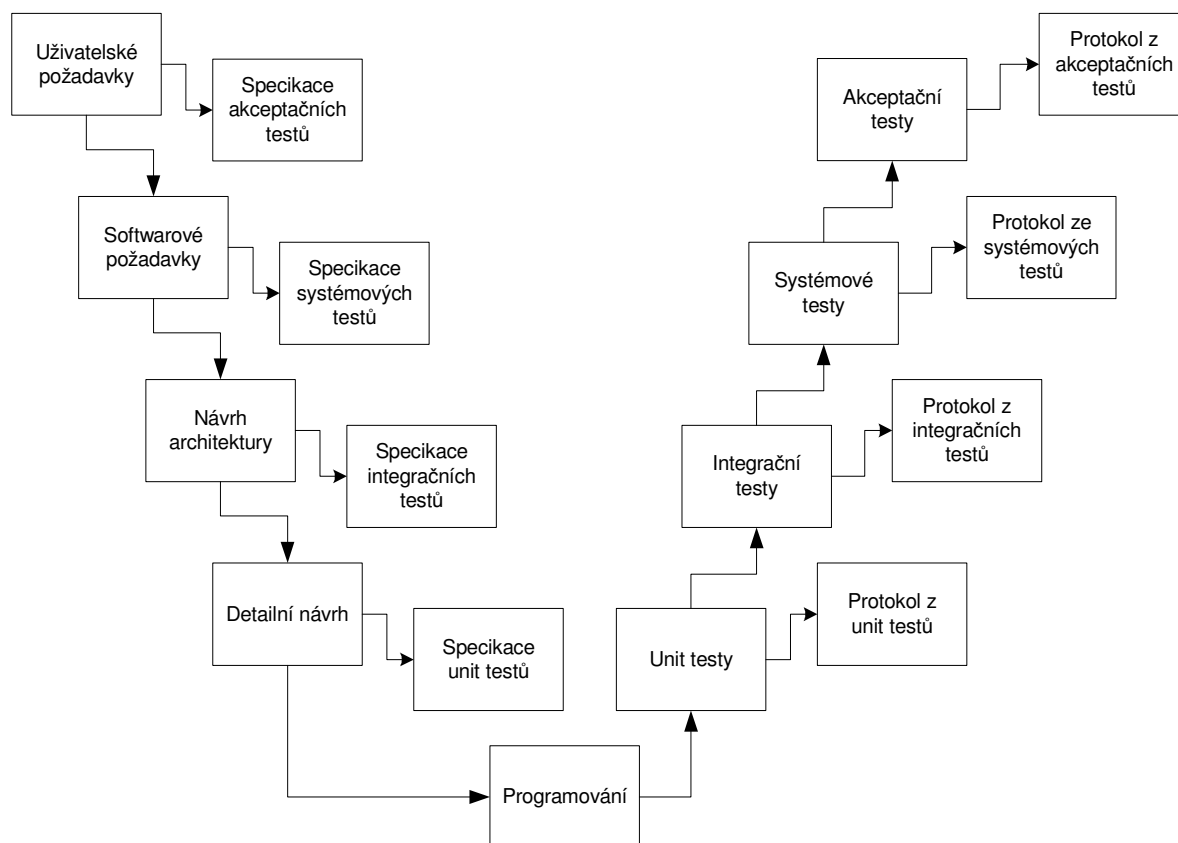 Uživatelské
požadavky
Specikace
akceptačních
testů
Softwarové
požadavky
Specikace
systémových
testů
Návrh
architektury
Specikace
integračních
testů
Detailní návrh
Specikace
unit testů
Programování
Unit testy
Protokol z
unit testů
Integrační
testy
Protokol z
integračních
testů
Systémové
testy
Protokol ze
systémových
testů
Akceptační
testy
Protokol z
akceptačních
testů